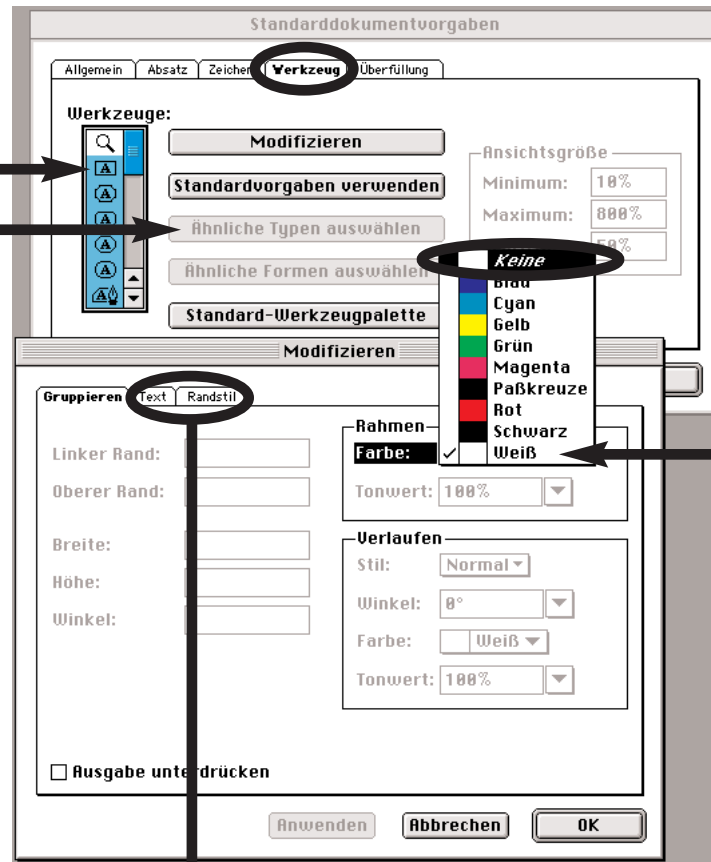 Standarddokumentvorgaben
Allgemein Absatz Zeichen Werkzeug Überfüllung
Werkzeuge:
Modifizieren
Standardvorgaben verwenden
Ähnliche Typen auswählen
Ähnliche Formen auswählen
Standard-Werkzeugpalette
Ansichtsgröße
Minimum: 10%
Maximum: 800%
50%
Keine
Blau
Cyan
Gelb
Grün
Magenta
Paßkreuze
Rot
Schwarz
Weiß
Modifizieren
Gruppieren Text Randstil
Linker Rand:
Oberer Rand:
Breite:
Höhe:
Winkel:
Rahmen
Farbe:
Tonwert: 100%
Verlaufen
Stil: Normal
Winkel: 0°
Farbe: Weiß
Tonwert: 100%
Ausgabe unterdrücken
Anwenden Abbrechen OK